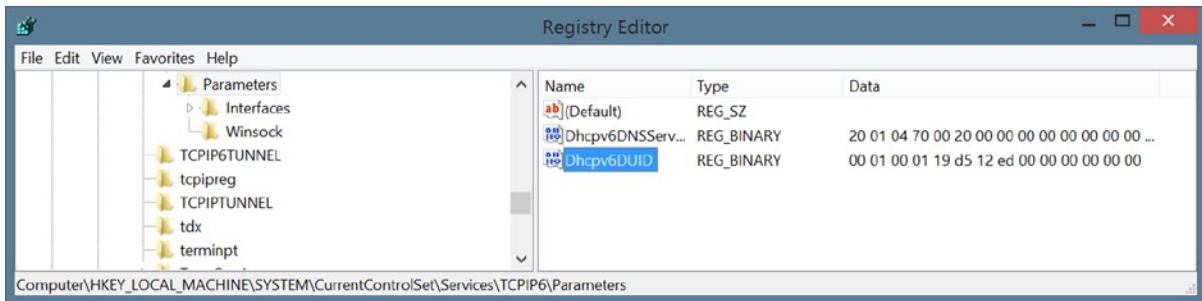 Registry Editor
File Edit View Favorites Help
Parameters
Interfaces
Winsock
TCPIP6TUNNEL
tcpipreg
TCPIPTUNNEL
tdx
terminpt
Name Type Data
(Default) REG_SZ
Dhcpv6DNSServ... REG_BINARY 20 01 04 70 00 20 00 00 00 00 00 00 00 00 ...
Dhcpv6DUID REG_BINARY 00 01 00 01 19 d5 12 ed 00 00 00 00 00 00
Computer\HKEY_LOCAL_MACHINE\SYSTEM\CurrentControlSet\Services\TCPIP6\Parameters